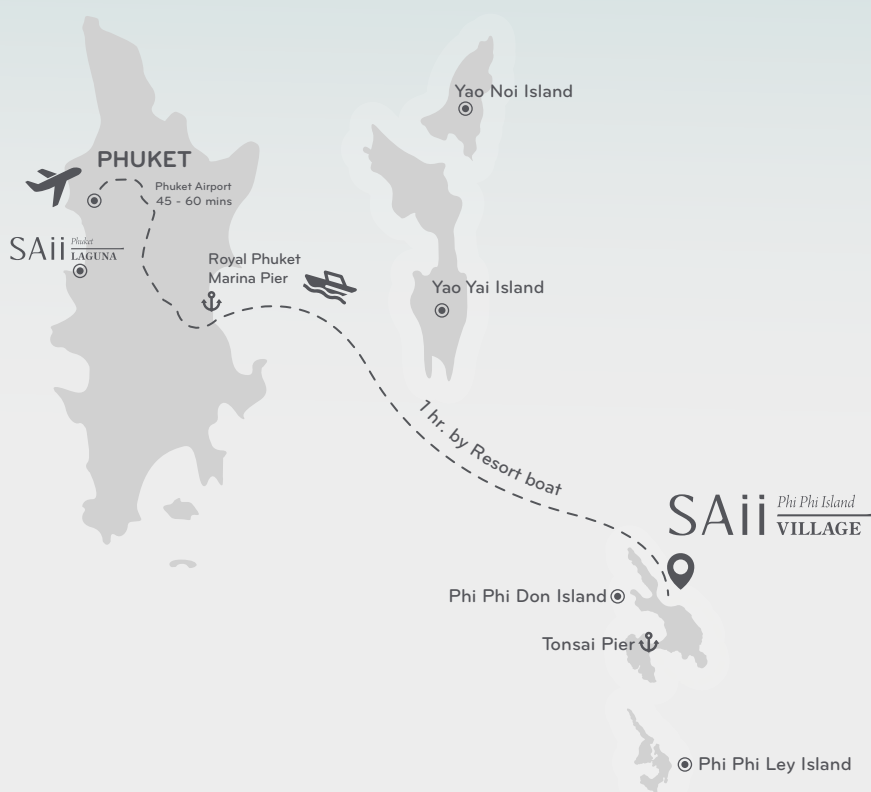 Yao Noi Island
PHUKET
Phuket Airport
45 - 60 mins
SAii Phuket
LAGUNA
Royal Phuket
Marina Pier
Yao Yai Island
1 hr. by Resort boat
SAii Phi Phi Island
VILLAGE
Phi Phi Don Island
Tonsai Pier
Phi Phi Ley Island